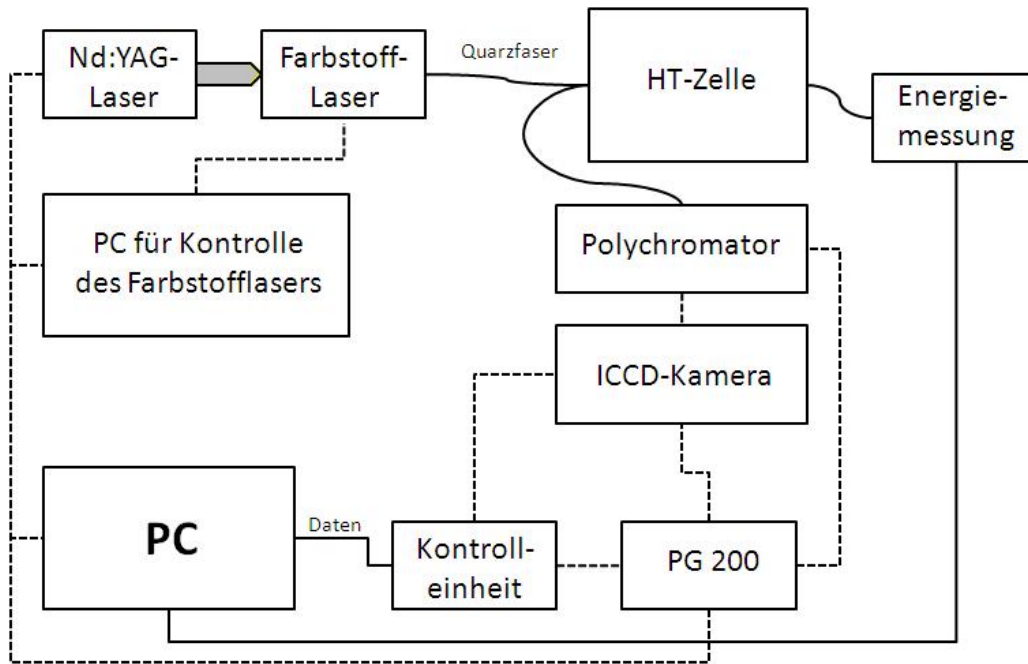 Nd:YAG-
Laser
Farbstoff-
Laser
Quarzfaser
HT-Zelle
Energie-
messung
PC für Kontrolle
des Farbstofflasers
Polychromator
ICCD-Kamera
PC
Daten
Kontroll-
einheit
PG 200